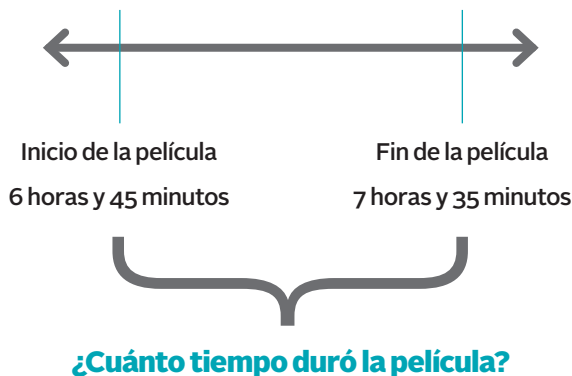 Inicio de la película
6 horas y 45 minutos
Fin de la película
7 horas y 35 minutos
¿Cuánto tiempo duró la película?